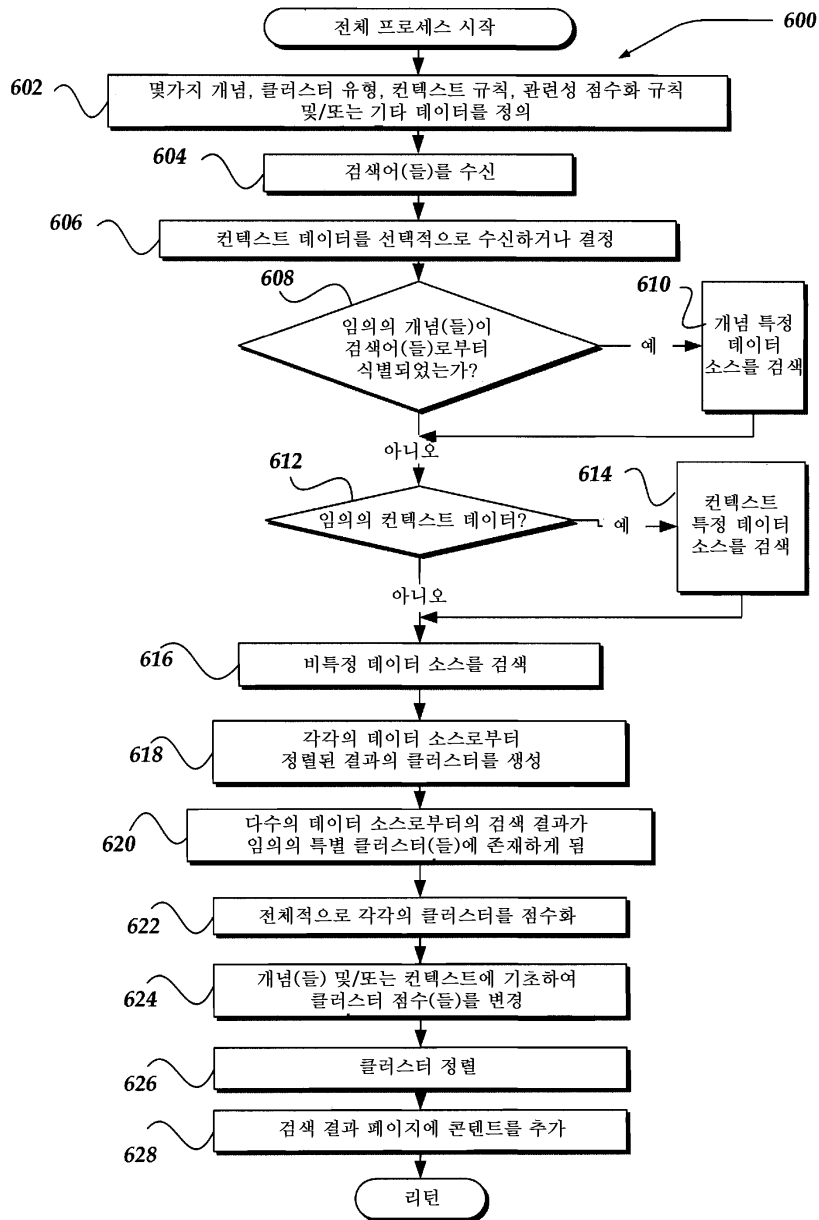 전체 프로세스 시작
600
602
몇가지 개념, 클러스터 유형, 컨텍스트 규칙, 관련성 점수화 규칙
및/또는 기타 데이터를 정의
604
검색어(들)를 수신
606
컨텍스트 데이터를 선택적으로 수신하거나 결정
608
임의의 개념(들)이
검색어(들)로부터
식별되었는가?
예
610
개념 특정
데이터
소스를 검색
아니오
612
임의의 컨텍스트 데이터?
예
614
컨텍스트
특정 데이터
소스를 검색
아니오
616
비특정 데이터 소스를 검색
618
각각의 데이터 소스로부터
정렬된 결과의 클러스터를 생성
620
다수의 데이터 소스로부터의 검색 결과가
임의의 특별 클러스터(들)에 존재하게 됨
622
전체적으로 각각의 클러스터를 점수화
624
개념(들) 및/또는 컨텍스트에 기초하여
클러스터 점수(들)를 변경
626
클러스터 정렬
628
검색 결과 페이지에 콘텐트를 추가
리턴